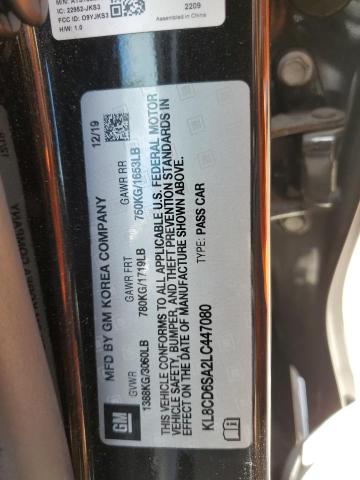 IC: 22952-JKS3
FCC ID: O9YJKS3
H/W: 1.0
2209
Assembled in China
MFD BY GM KOREA COMPANY 12/19
GVWR GAWR FRT GAWR RR
1388KG/3060LB 780KG/1719LB 750KG/1653LB
THIS VEHICLE CONFORMS TO ALL APPLICABLE U.S. FEDERAL MOTOR
VEHICLE SAFETY, BUMPER, AND THEFT PREVENTION STANDARDS IN
EFFECT ON THE DATE OF MANUFACTURE SHOWN ABOVE.
TYPE: PASS CAR
KL8CD6SA2LC447080
GM